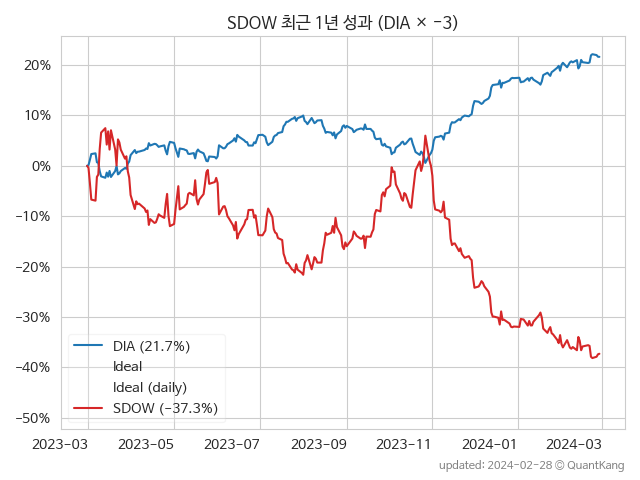 SDOW 최근 1년 성과 (DIA × −3)
20%
10%
0%
−10%
−20%
−30%
−40%
−50%
DIA (21.7%)
Ideal
Ideal (daily)
SDOW (−37.3%)
2023-03
2023-05
2023-07
2023-09
2023-11
2024-01
2024-03
updated: 2024-02-28 ⓒ QuantKang